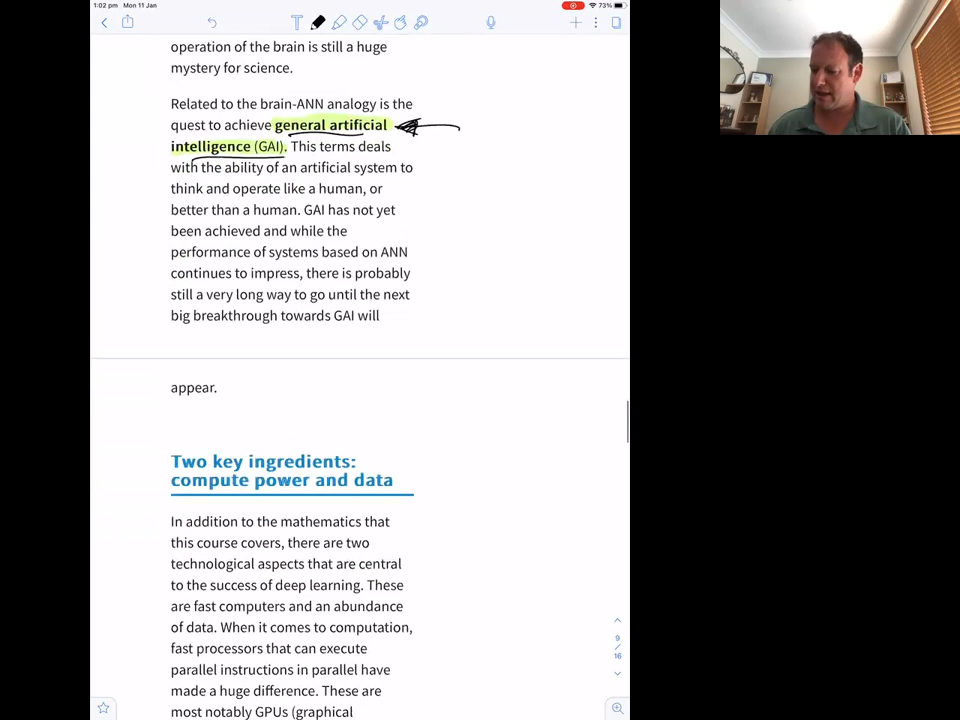 1:02 pm Mon 11 Jan
73%
operation of the brain is still a huge
mystery for science.
Related to the brain-ANN analogy is the
quest to achieve general artificial
intelligence (GAI). This terms deals
with the ability of an artificial system to
think and operate like a human, or
better than a human. GAI has not yet
been achieved and while the
performance of systems based on ANN
continues to impress, there is probably
still a very long way to go until the next
big breakthrough towards GAI will
appear.
Two key ingredients:
compute power and data
In addition to the mathematics that
this course covers, there are two
technological aspects that are central
to the success of deep learning. These
are fast computers and an abundance
of data. When it comes to computation,
fast processors that can execute
parallel instructions in parallel have
made a huge difference. These are
most notably GPUs (graphical
9
/
16